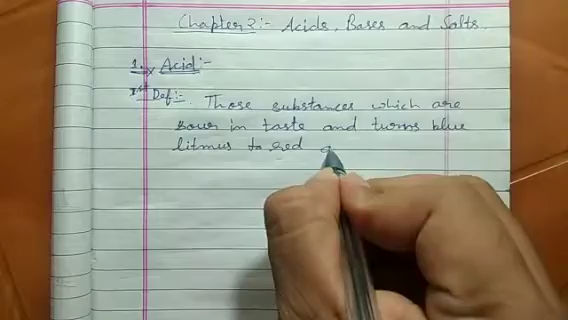 Chapter 2:- Acids, Bases and Salts.
1. Acid:-
1st Def:- Those substances which are
sour in taste and turns blue
litmus to red